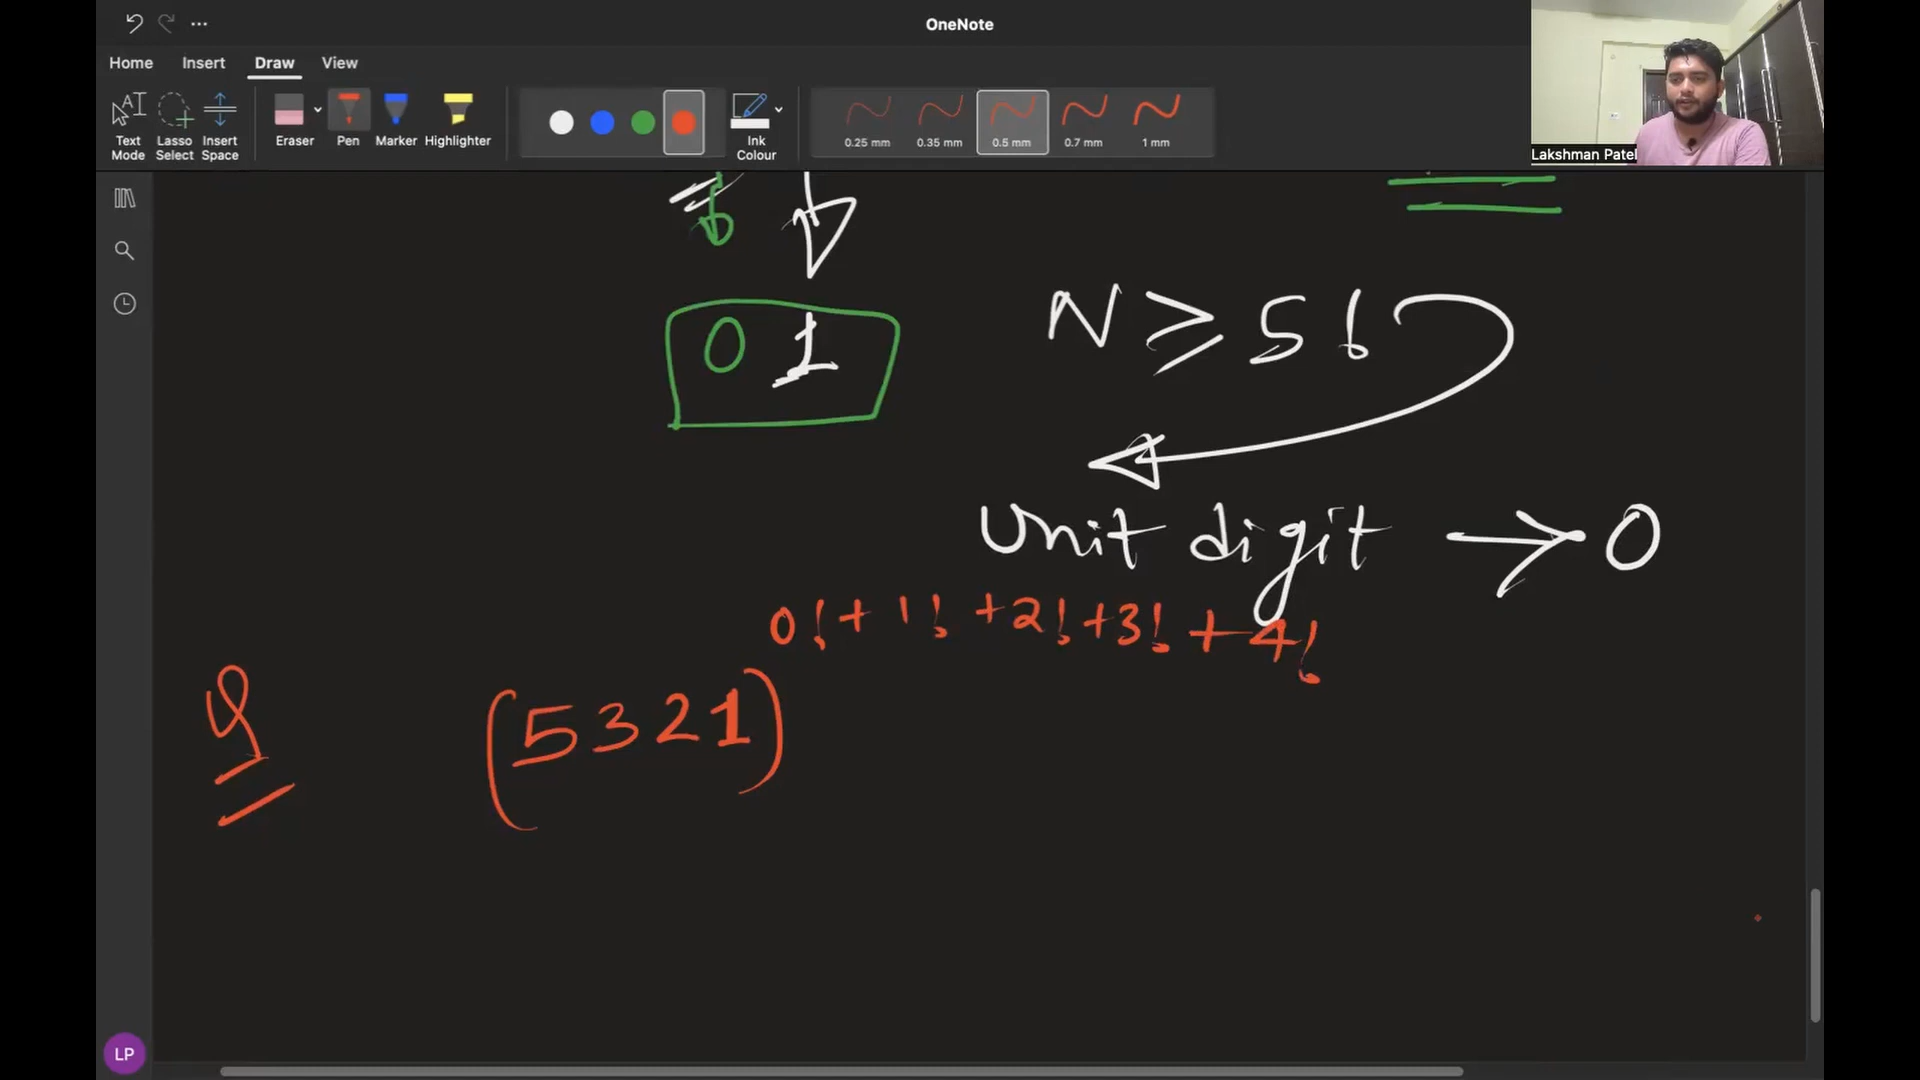 OneNote
Home Insert Draw View
Text Mode
Lasso Select
Insert Space
Eraser
Pen
Marker
Highlighter
Ink Colour
0.25 mm
0.35 mm
0.5 mm
0.7 mm
1 mm
Lakshman Patel
0 1
N ≥ 5!
Unit digit → 0
0! + 1! + 2! + 3! + 4!
Q (5321)
LP